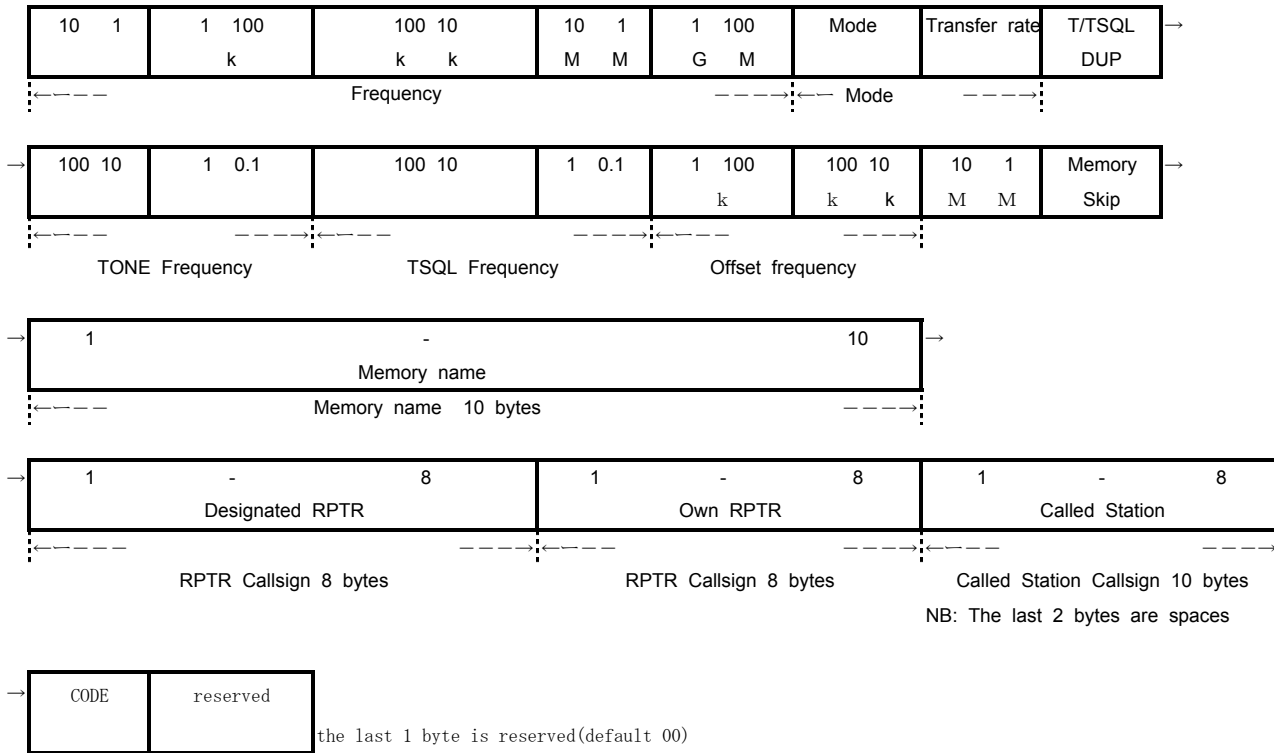 10 1 1 100 100 10 10 1 1 100 Mode Transfer rate T/TSQL →
k k k M M G M DUP
Frequency Mode
→ 100 10 1 0.1 100 10 1 0.1 1 100 100 10 10 1 Memory →
k k k M M Skip
TONE Frequency TSQL Frequency Offset frequency
→ 1 - 10 →
Memory name
Memory name 10 bytes
→ 1 - 8 1 - 8 1 - 8
Designated RPTR Own RPTR Called Station
RPTR Callsign 8 bytes RPTR Callsign 8 bytes Called Station Callsign 10 bytes
NB: The last 2 bytes are spaces
→ CODE reserved
the last 1 byte is reserved(default 00)